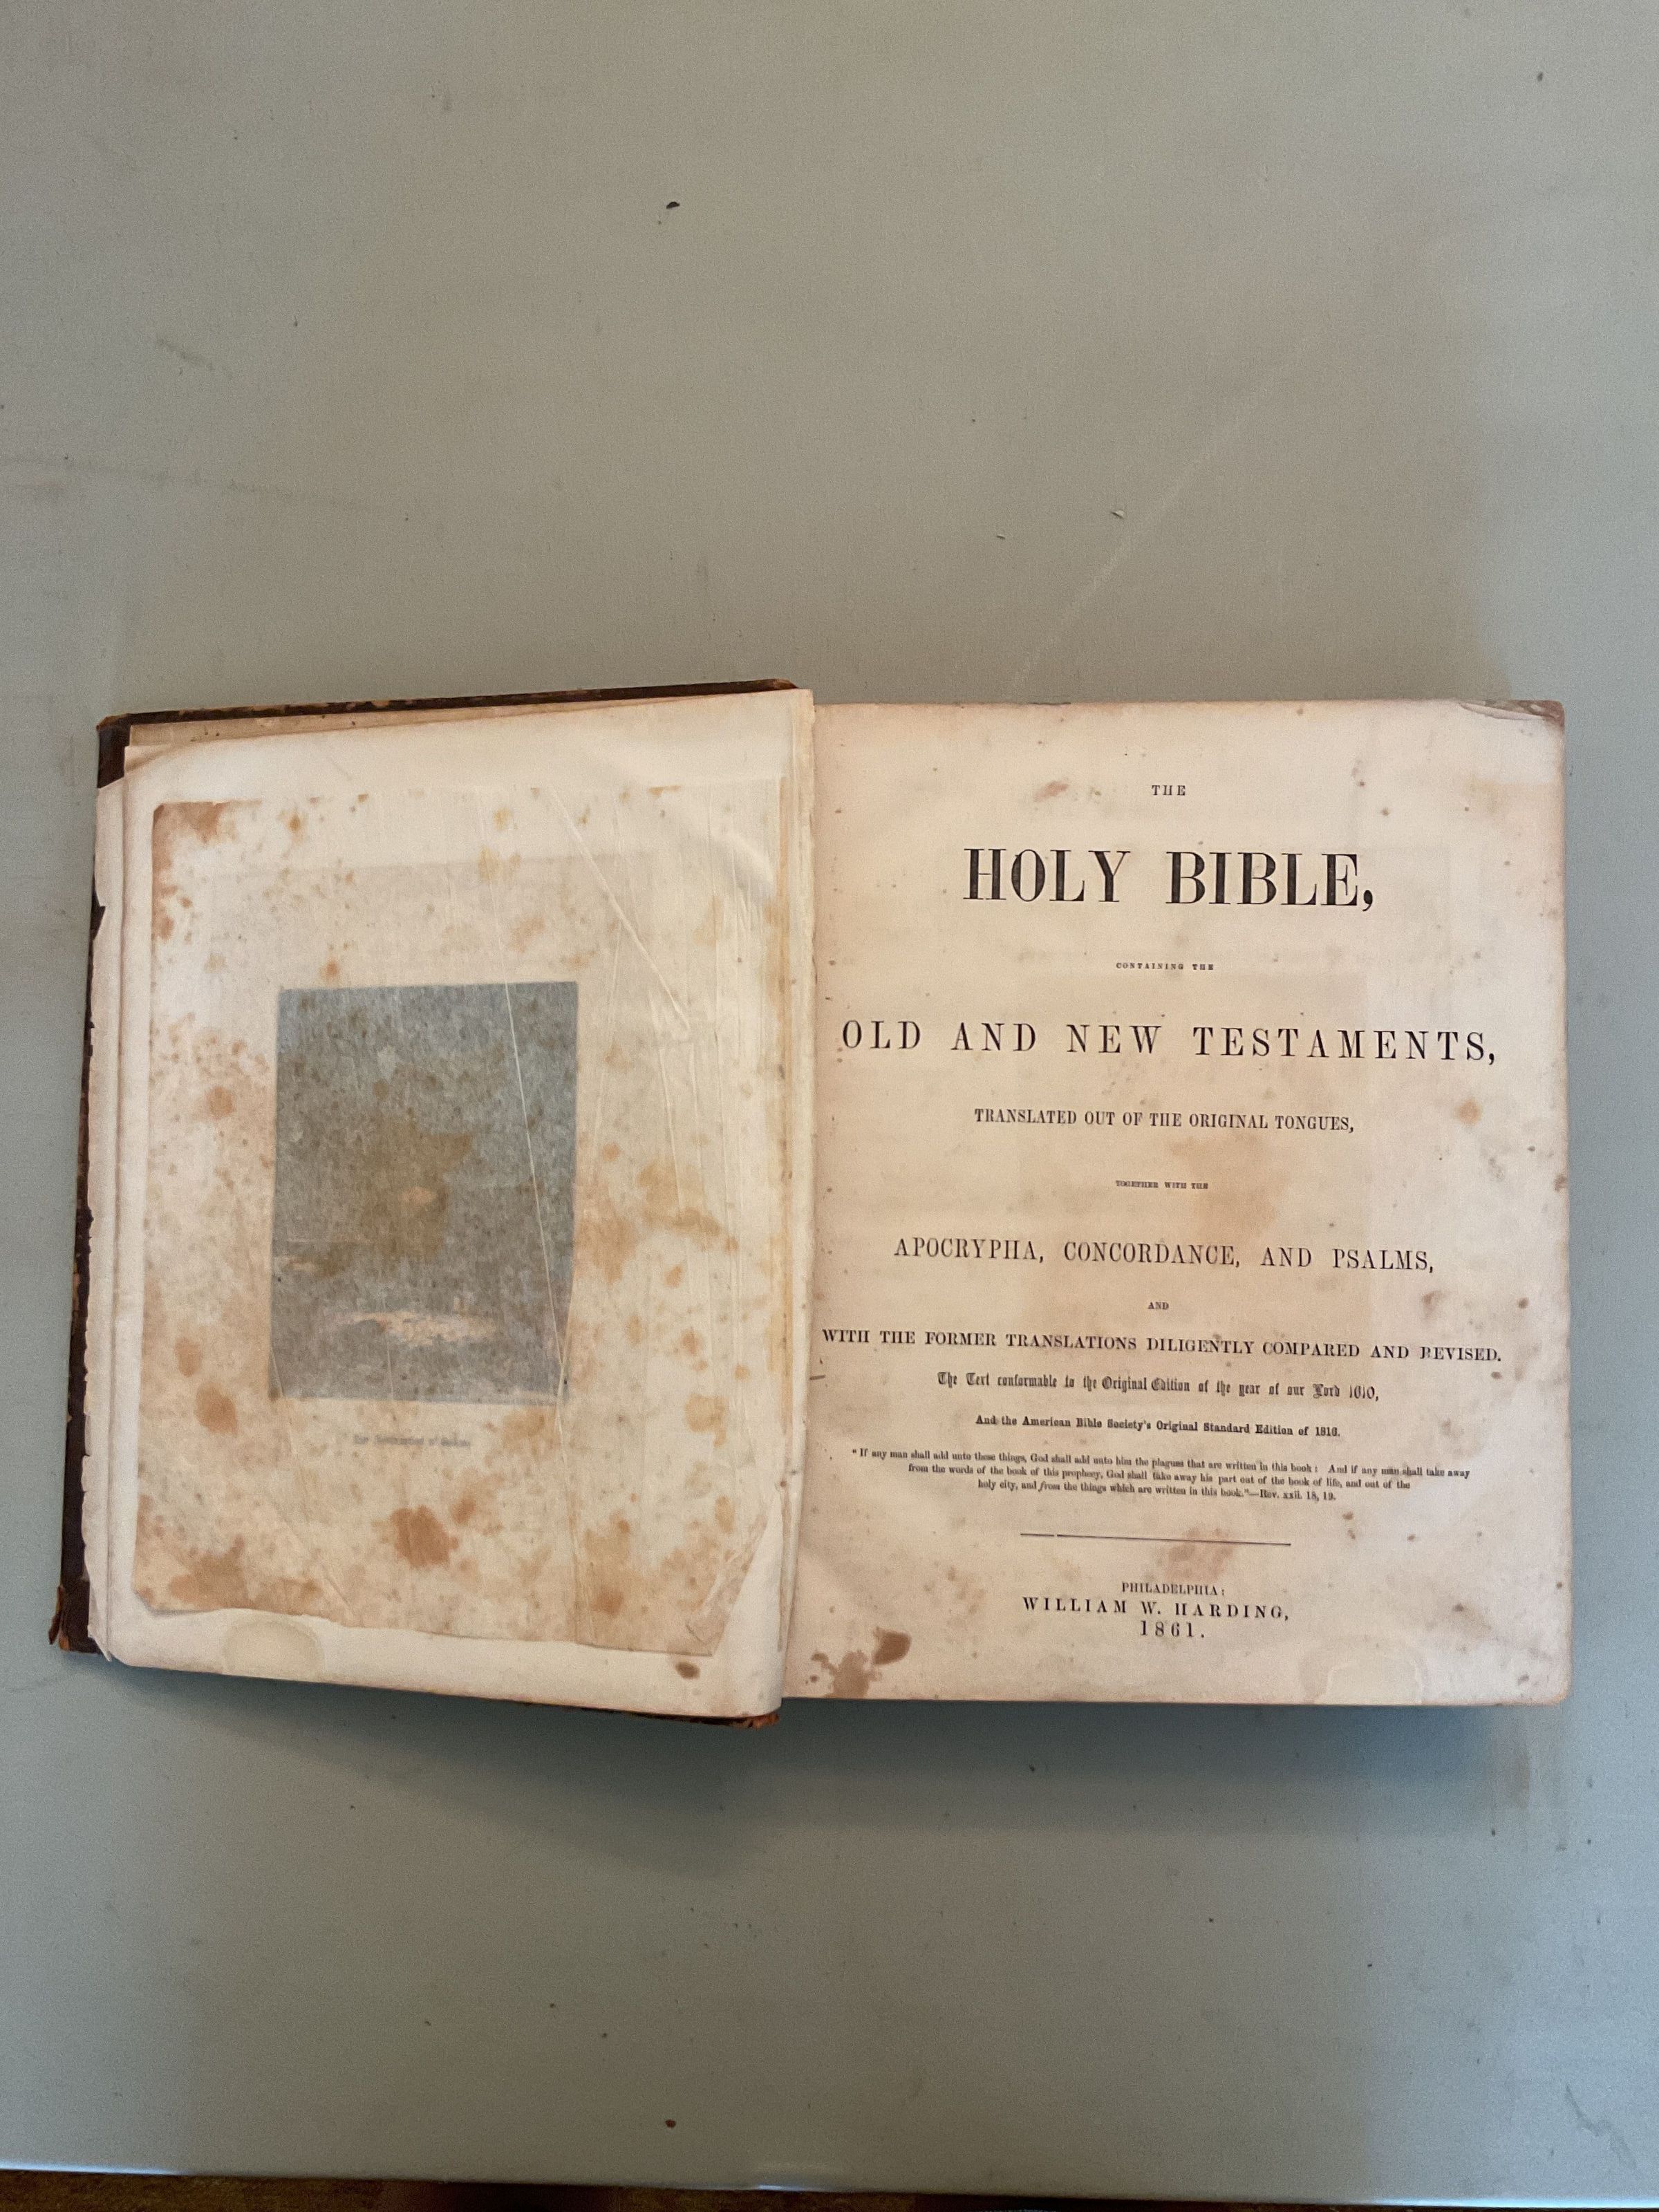 THE
HOLY BIBLE,
CONTAINING THE
OLD AND NEW TESTAMENTS,
TRANSLATED OUT OF THE ORIGINAL TONGUES,
TOGETHER WITH THE
APOCRYPHA, CONCORDANCE, AND PSALMS,
AND
WITH THE FORMER TRANSLATIONS DILIGENTLY COMPARED AND REVISED.
The Text conformable to the Original Edition of the year of our Lord 1610,
And the American Bible Society's Original Standard Edition of 1816.
"If any man shall add unto these things, God shall add unto him the plagues that are written in this book: And if any man shall take away
from the words of the book of this prophecy, God shall take away his part out of the book of life, and out of the
holy city, and from the things which are written in this book."—Rev. xxii. 18, 19.
PHILADELPHIA:
WILLIAM W. HARDING,
1861.